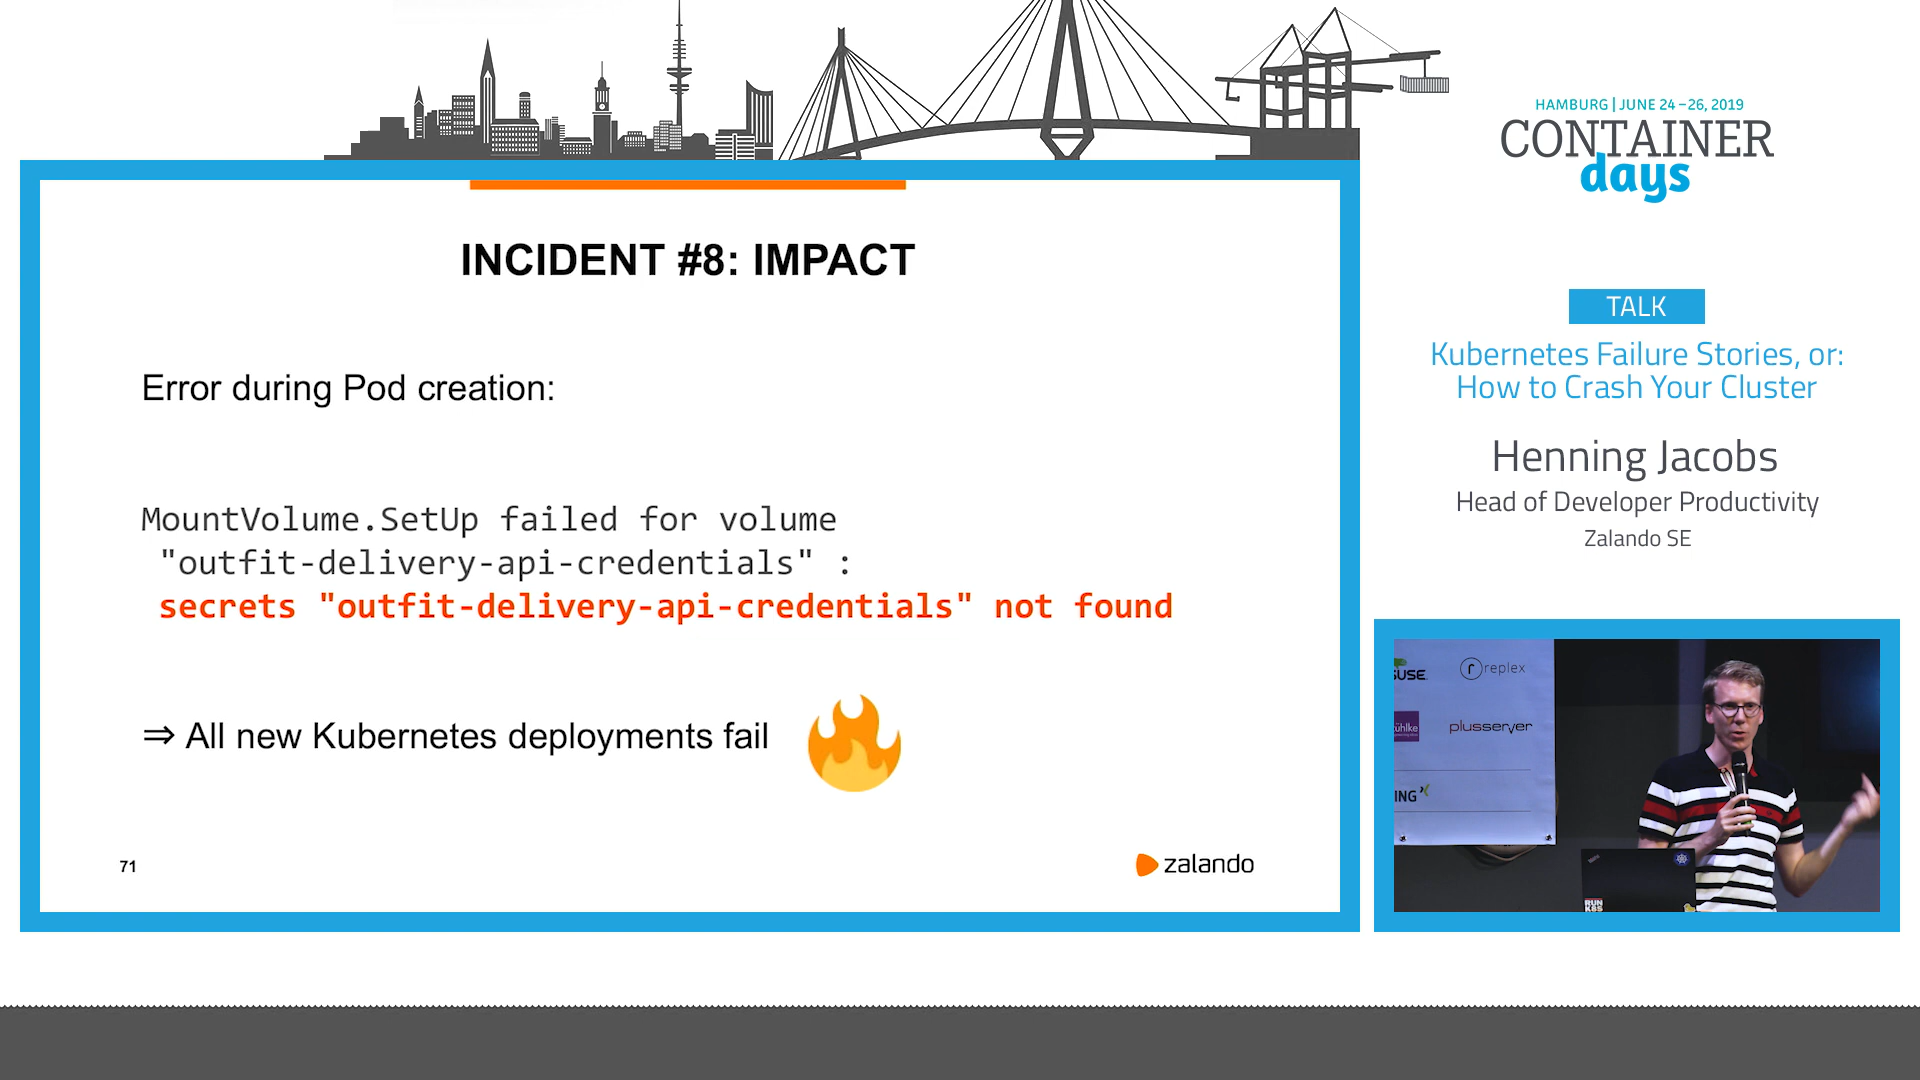 HAMBURG | JUNE 24 – 26, 2019
CONTAINER
days
INCIDENT #8: IMPACT
Error during Pod creation:
MountVolume.SetUp failed for volume
"outfit-delivery-api-credentials" :
secrets "outfit-delivery-api-credentials" not found
⇒ All new Kubernetes deployments fail
71
zalando
TALK
Kubernetes Failure Stories, or:
How to Crash Your Cluster
Henning Jacobs
Head of Developer Productivity
Zalando SE
replex
plusserver
RUN
K8S